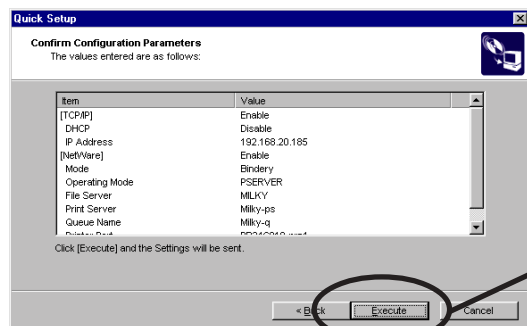 Quick Setup
Confirm Configuration Parameters
The values entered are as follows:
Item Value
[TCP/IP] Enable
DHCP Disable
IP Address 192.168.20.185
[NetWare] Enable
Mode Bindery
Operating Mode PSERVER
File Server MILKY
Print Server Milky-ps
Queue Name Milky-q
Click [Execute] and the Settings will be sent.
< Back Execute Cancel